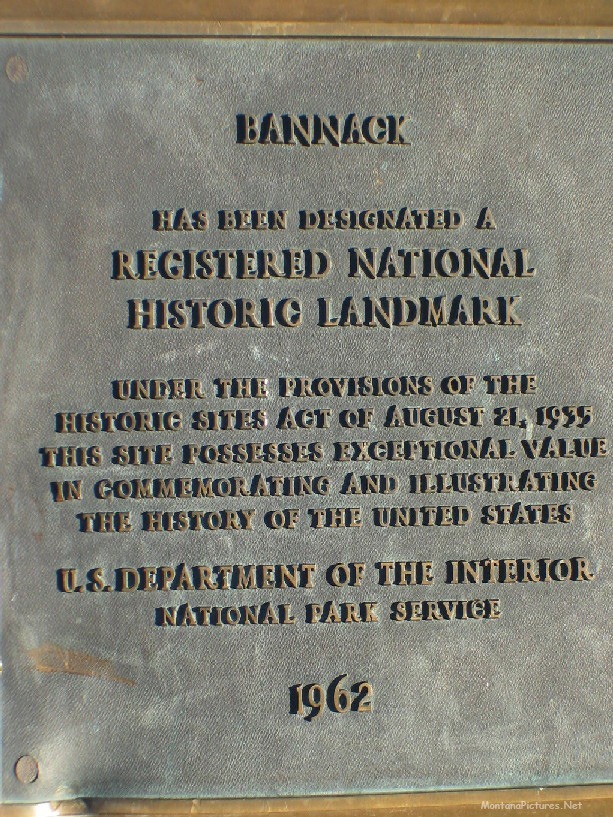 BANNACK
HAS BEEN DESIGNATED A
REGISTERED NATIONAL
HISTORIC LANDMARK
UNDER THE PROVISIONS OF THE
HISTORIC SITES ACT OF AUGUST 21, 1935
THIS SITE POSSESSES EXCEPTIONAL VALUE
IN COMMEMORATING AND ILLUSTRATING
THE HISTORY OF THE UNITED STATES
U.S. DEPARTMENT OF THE INTERIOR
NATIONAL PARK SERVICE
1962
MontanaPictures.Net